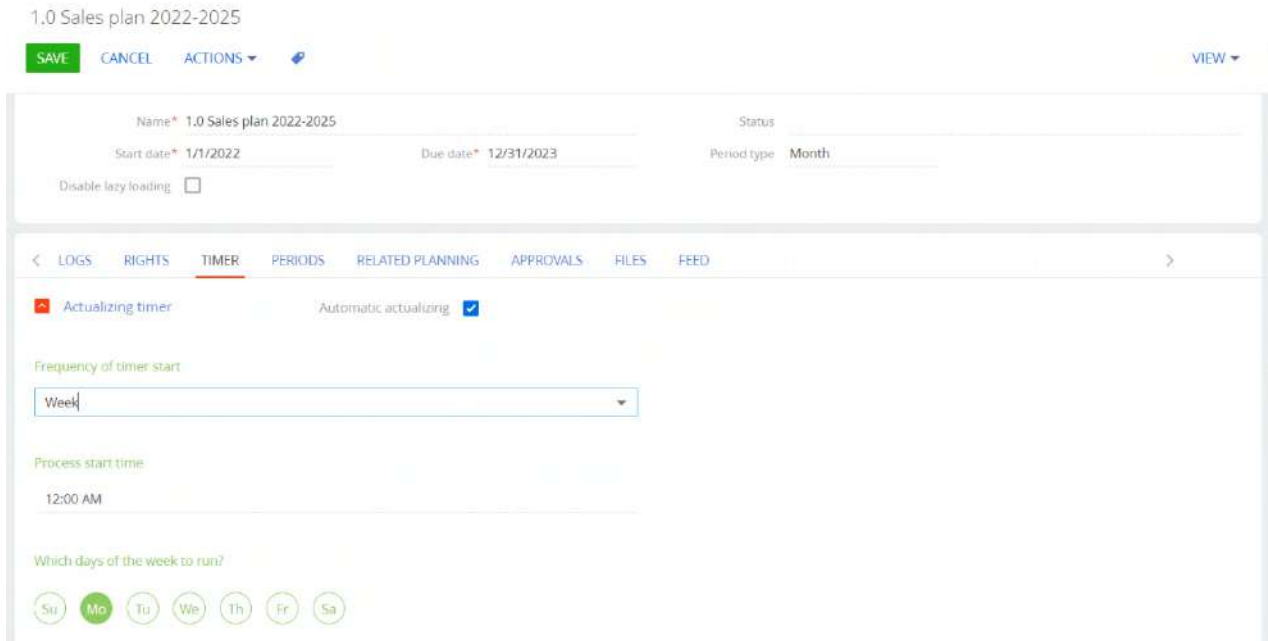 1.0 Sales plan 2022-2025
SAVE CANCEL ACTIONS VIEW
Name* 1.0 Sales plan 2022-2025 Status
Start date* 1/1/2022 Due date* 12/31/2023 Period type Month
Disable lazy loading
LOGS RIGHTS TIMER PERIODS RELATED PLANNING APPROVALS FILES FEED
Actualizing timer Automatic actualizing
Frequency of timer start
Week
Process start time
12:00 AM
Which days of the week to run?
Su Mo Tu We Th Fr Sa